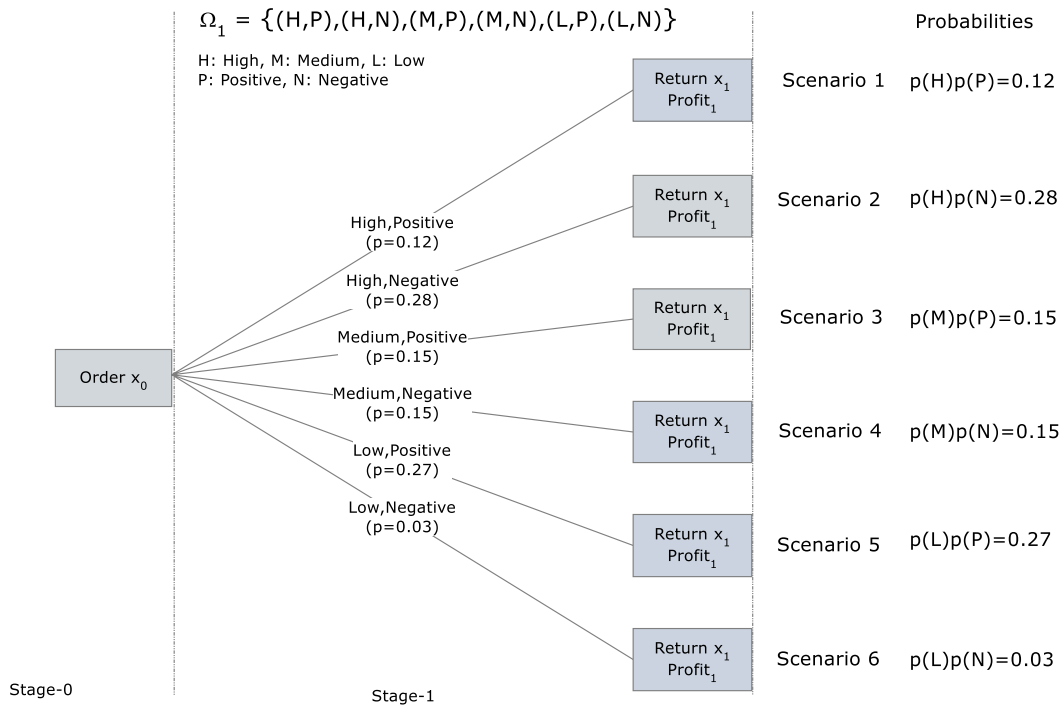 Ω₁ = {(H,P),(H,N),(M,P),(M,N),(L,P),(L,N)}
Probabilities
H: High, M: Medium, L: Low
P: Positive, N: Negative
Return x₁
Profit₁
Scenario 1
p(H)p(P)=0.12
Return x₁
Profit₁
Scenario 2
p(H)p(N)=0.28
High,Positive
(p=0.12)
High,Negative
(p=0.28)
Return x₁
Profit₁
Scenario 3
p(M)p(P)=0.15
Medium,Positive
(p=0.15)
Order x₀
Medium,Negative
(p=0.15)
Return x₁
Profit₁
Scenario 4
p(M)p(N)=0.15
Low,Positive
(p=0.27)
Low,Negative
(p=0.03)
Return x₁
Profit₁
Scenario 5
p(L)p(P)=0.27
Return x₁
Profit₁
Scenario 6
p(L)p(N)=0.03
Stage-0
Stage-1